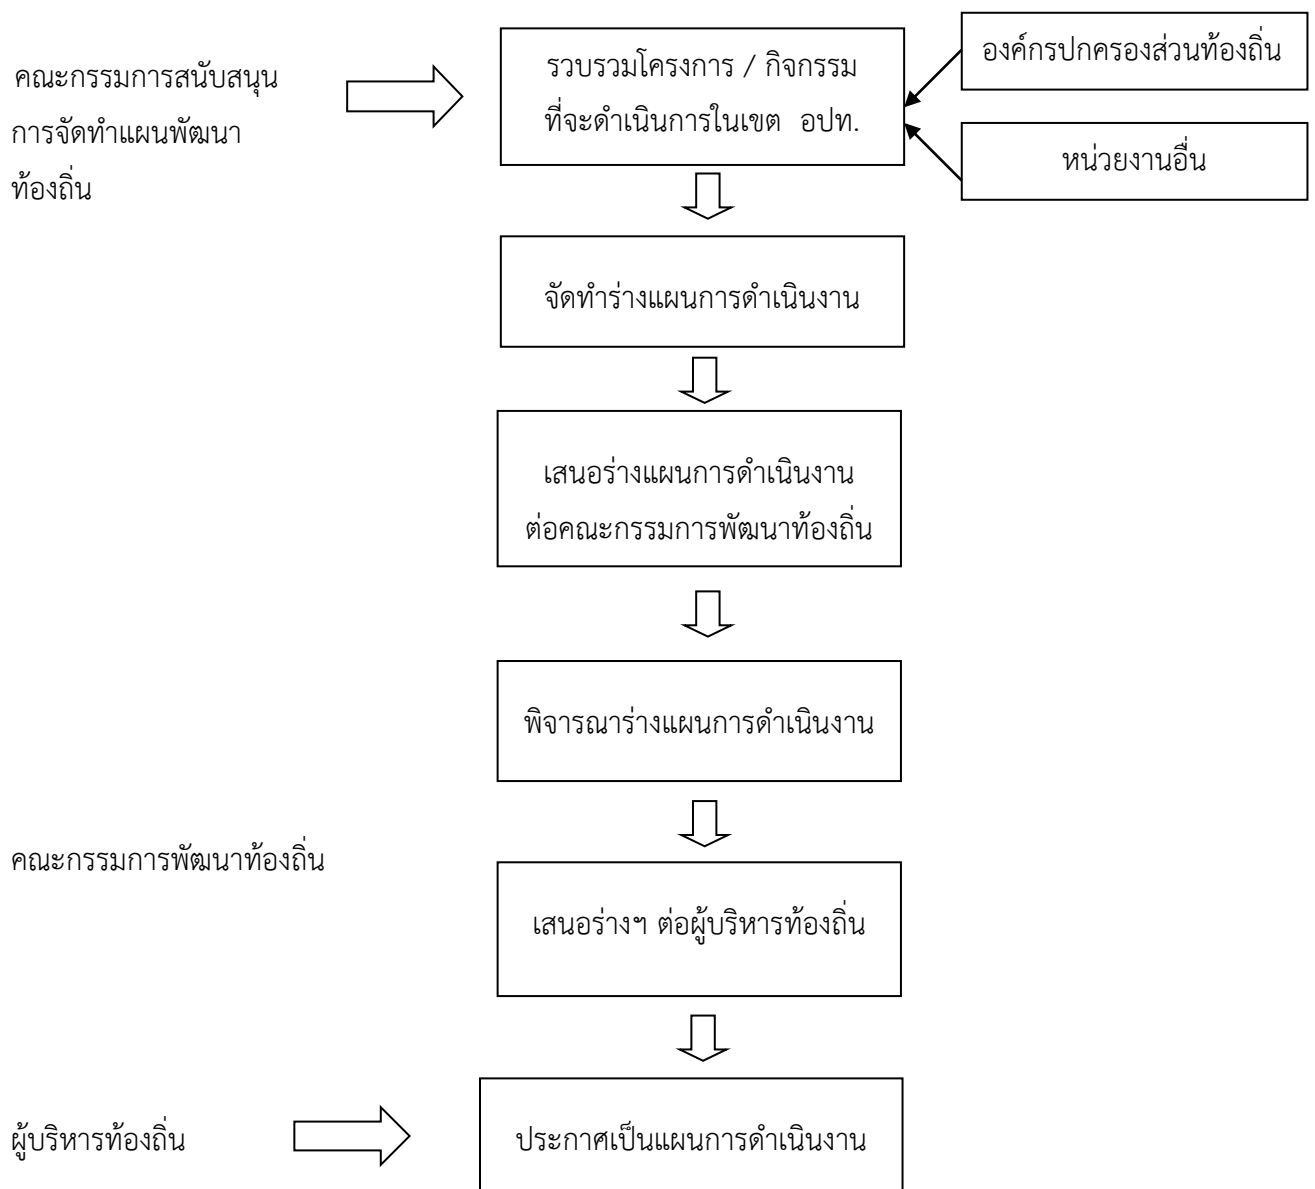 คณะกรรมการสนับสนุน
การจัดทำแผนพัฒนา
ท้องถิ่น
รวบรวมโครงการ / กิจกรรม
ที่จะดำเนินการในเขต อปท.
องค์กรปกครองส่วนท้องถิ่น
หน่วยงานอื่น
จัดทำร่างแผนการดำเนินงาน
เสนอร่างแผนการดำเนินงาน
ต่อคณะกรรมการพัฒนาท้องถิ่น
พิจารณาร่างแผนการดำเนินงาน
คณะกรรมการพัฒนาท้องถิ่น
เสนอร่างฯ ต่อผู้บริหารท้องถิ่น
ผู้บริหารท้องถิ่น
ประกาศเป็นแผนการดำเนินงาน